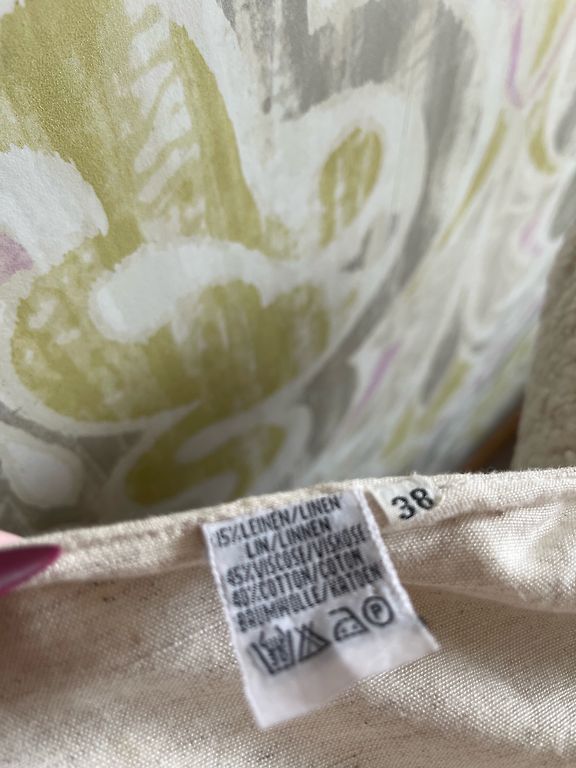 38
15%LEINEN/LINEN
LIN/LINNEN
45%VISCOSE/VISKOSE
40%COTTON/COTON
BAUMWOLLE/KATOEN
P